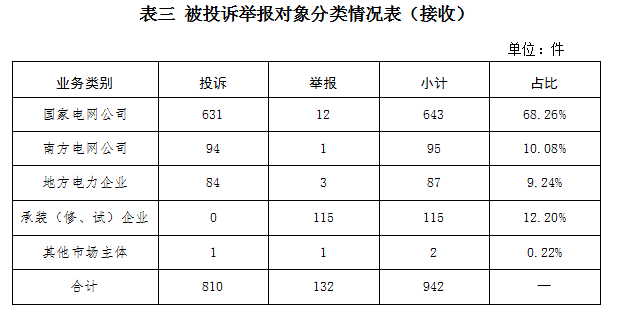 表三 被投诉举报对象分类情况表（接收）
单位：件
业务类别 投诉 举报 小计 占比
国家电网公司 631 12 643 68.26%
南方电网公司 94 1 95 10.08%
地方电力企业 84 3 87 9.24%
承装（修、试）企业 0 115 115 12.20%
其他市场主体 1 1 2 0.22%
合计 810 132 942 —